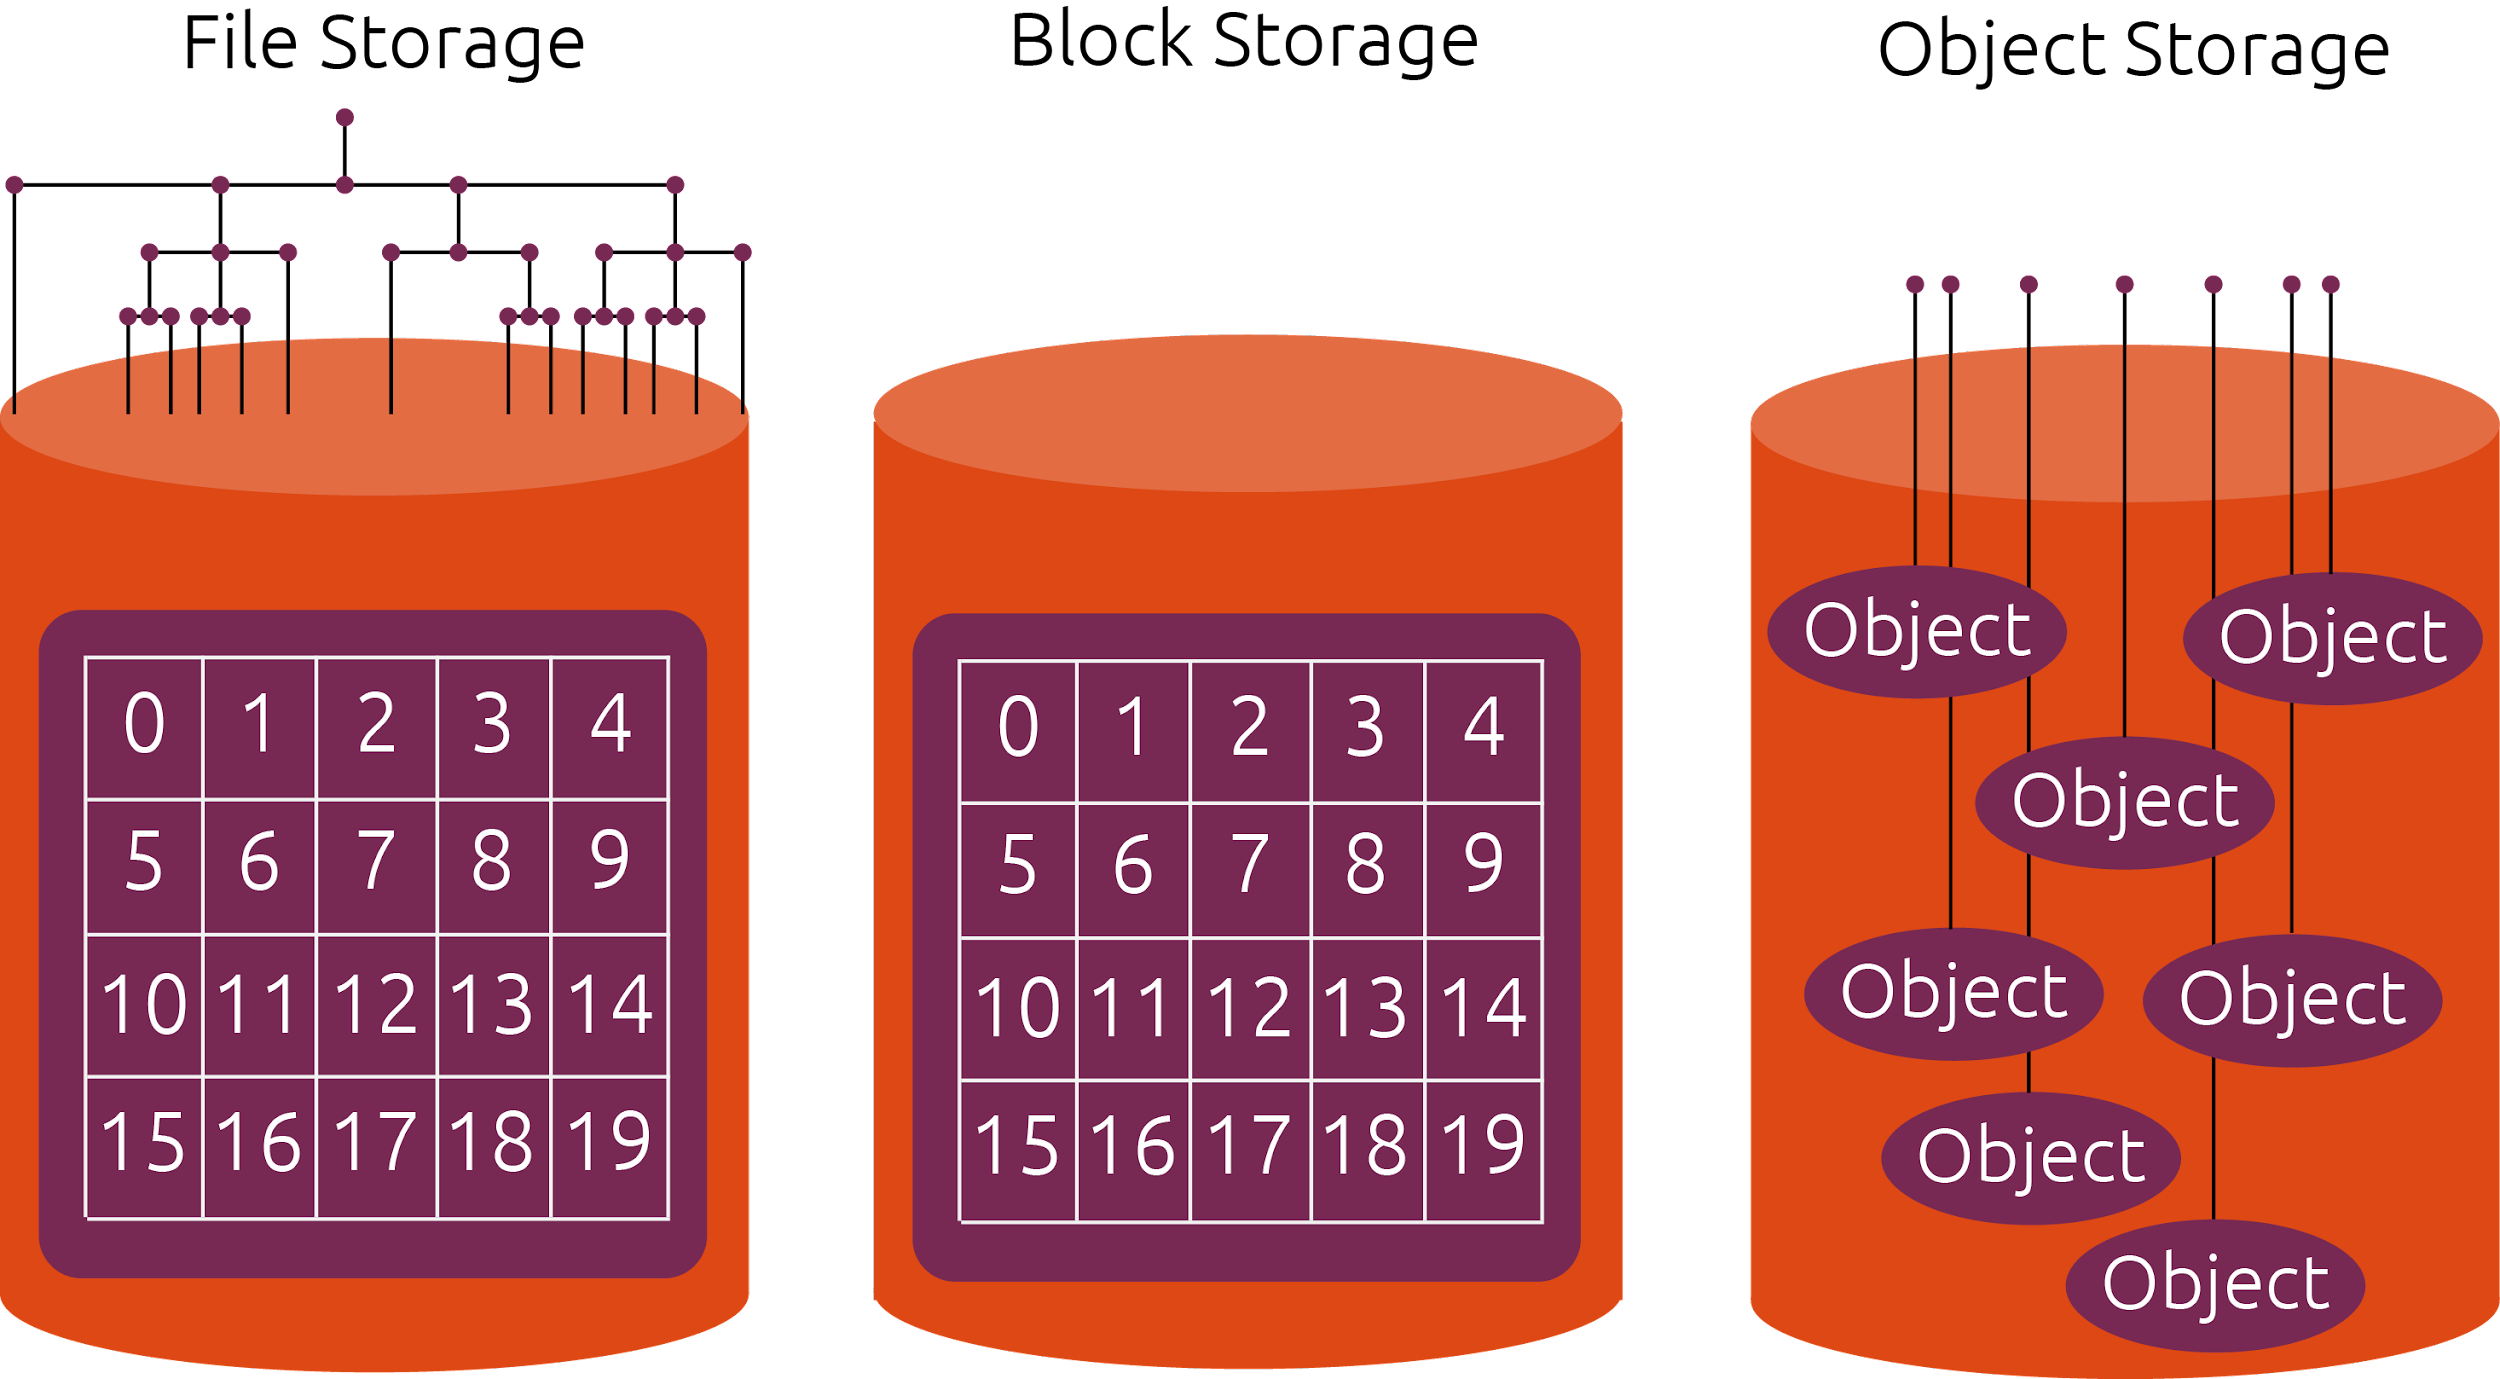 File Storage
Block Storage
Object Storage
0 1 2 3 4
5 6 7 8 9
10 11 12 13 14
15 16 17 18 19
0 1 2 3 4
5 6 7 8 9
10 11 12 13 14
15 16 17 18 19
Object
Object
Object
Object
Object
Object
Object